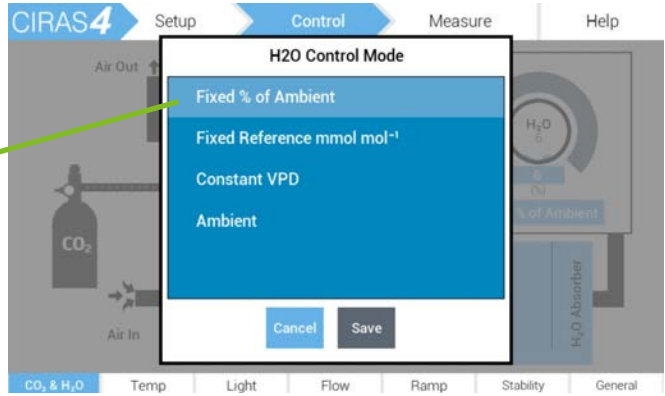 CIRAS4 Setup Control Measure Help
H2O Control Mode
Air Out
Fixed % of Ambient
Fixed Reference mmol mol⁻¹
Constant VPD
Ambient
H₂O
6
6
% of Ambient
CO₂
H₂O Absorber
Air In
Cancel Save
CO₂ & H₂O Temp Light Flow Ramp Stability General